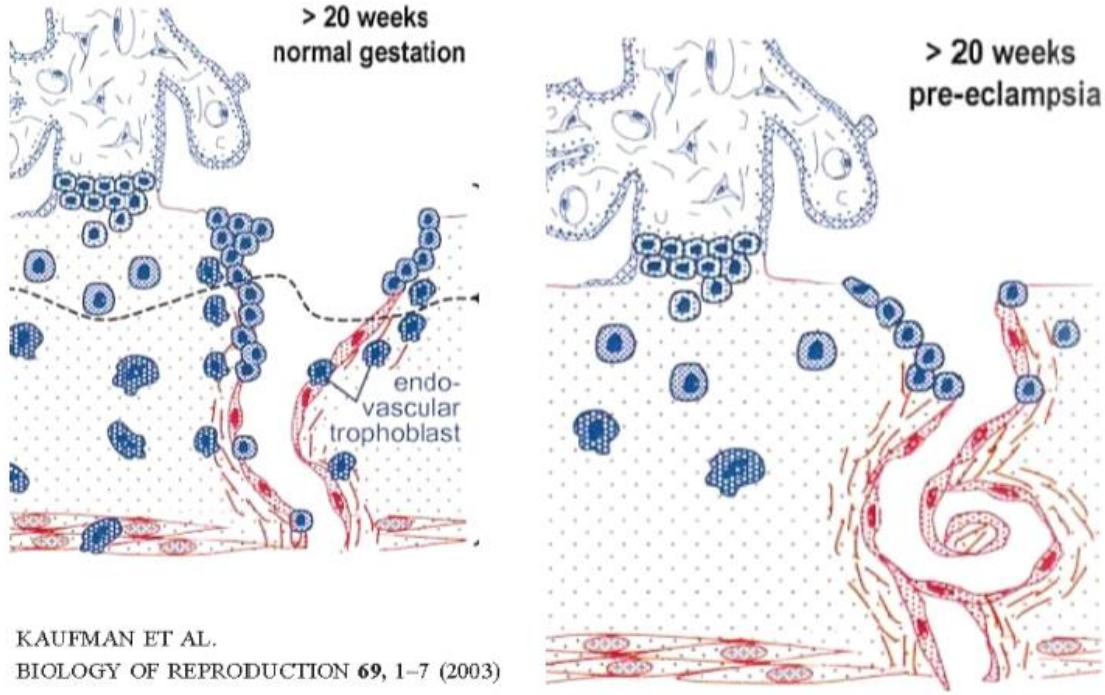 > 20 weeks
normal gestation
> 20 weeks
pre-eclampsia
endo-
vascular
trophoblast
KAUFMAN ET AL.
BIOLOGY OF REPRODUCTION 69, 1–7 (2003)